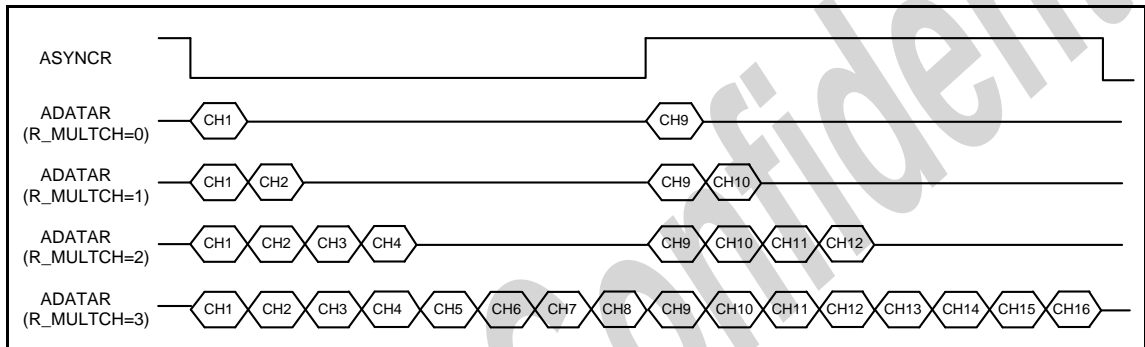 ASYNCR
ADATAR
(R_MULTCH=0)
CH1 CH9
ADATAR
(R_MULTCH=1)
CH1 CH2 CH9 CH10
ADATAR
(R_MULTCH=2)
CH1 CH2 CH3 CH4 CH9 CH10 CH11 CH12
ADATAR
(R_MULTCH=3)
CH1 CH2 CH3 CH4 CH5 CH6 CH7 CH8 CH9 CH10 CH11 CH12 CH13 CH14 CH15 CH16
Confident